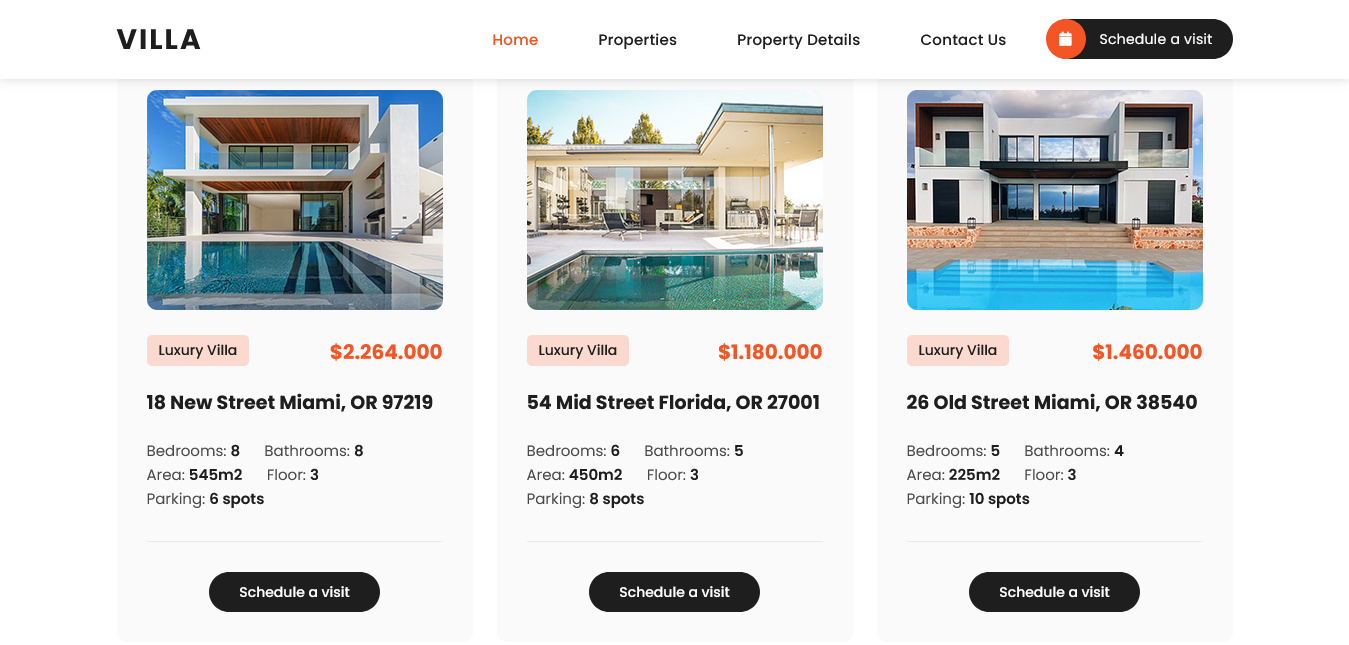 VILLA
Home Properties Property Details Contact Us Schedule a visit
Luxury Villa $2.264.000
18 New Street Miami, OR 97219
Bedrooms: 8 Bathrooms: 8
Area: 545m2 Floor: 3
Parking: 6 spots
Schedule a visit
Luxury Villa $1.180.000
54 Mid Street Florida, OR 27001
Bedrooms: 6 Bathrooms: 5
Area: 450m2 Floor: 3
Parking: 8 spots
Schedule a visit
Luxury Villa $1.460.000
26 Old Street Miami, OR 38540
Bedrooms: 5 Bathrooms: 4
Area: 225m2 Floor: 3
Parking: 10 spots
Schedule a visit